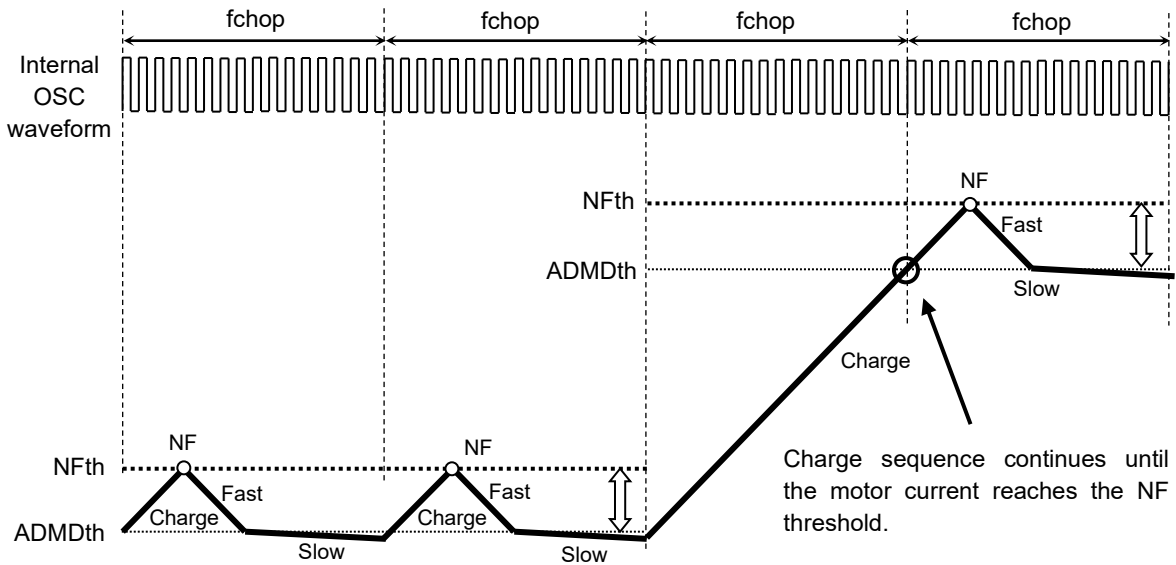 fchop fchop fchop fchop
Internal
OSC
waveform
NFth
NF
Fast
ADMDth
Slow
Charge
NF
NF
NFth
Fast
Fast
Charge
Charge
ADMDth
Slow
Slow
Charge sequence continues until
the motor current reaches the NF
threshold.